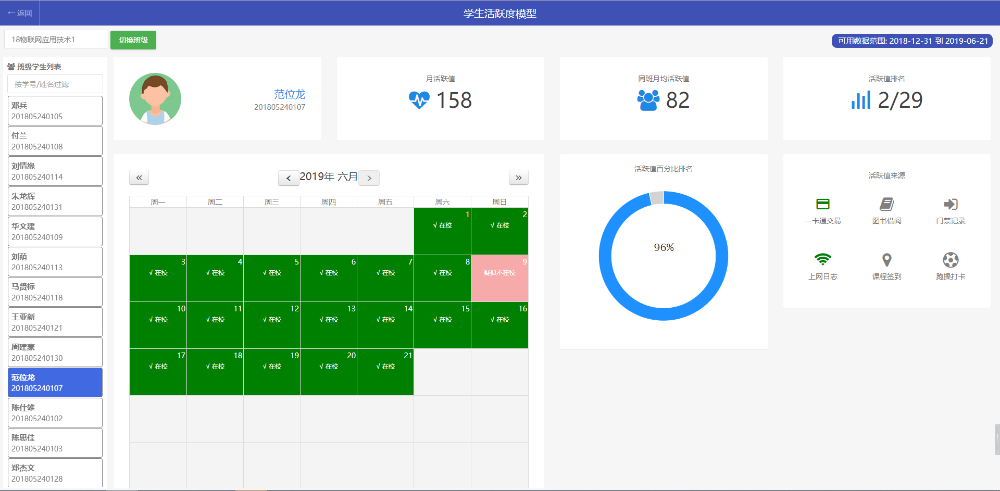 ← 返回
学生活跃度模型
18物联网应用技术1
切换班级
可用数据范围: 2018-12-31 到 2019-06-21
班级学生列表
按学号/姓名过滤
邓兵
201805240105
付兰
201805240108
刘情缘
201805240114
朱龙辉
201805240131
华文建
201805240109
刘萌
201805240113
马贤标
201805240118
王亚新
201805240121
周建豪
201805240130
范位龙
201805240107
陈仕雄
201805240102
陈思佳
201805240103
郑杰文
201805240128
范位龙
201805240107
月活跃值
158
同班月均活跃值
82
活跃值排名
2/29
« < 2019年 六月 > »
周一 周二 周三 周四 周五 周六 周日
1 2
√ 在校 √ 在校
3 4 5 6 7 8 9
√ 在校 √ 在校 √ 在校 √ 在校 √ 在校 √ 在校 疑似不在校
10 11 12 13 14 15 16
√ 在校 √ 在校 √ 在校 √ 在校 √ 在校 √ 在校 √ 在校
17 18 19 20 21
√ 在校 √ 在校 √ 在校 √ 在校 √ 在校
活跃值百分比排名
96%
活跃值来源
一卡通交易 图书借阅 门禁记录
上网日志 课程签到 跑操打卡